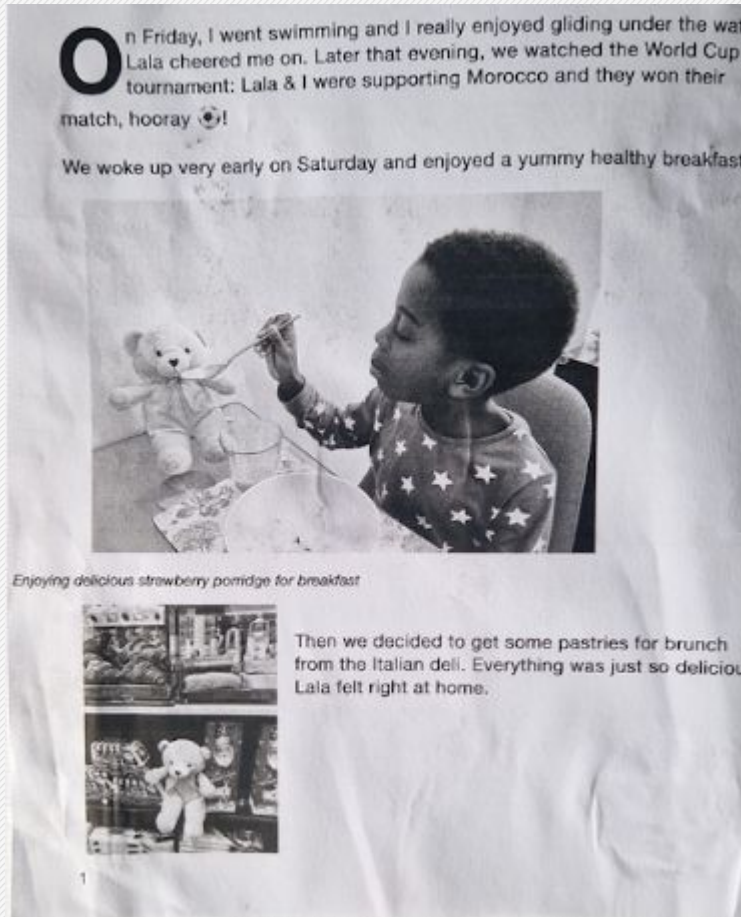 On Friday, I went swimming and I really enjoyed gliding under the
Lala cheered me on. Later that evening, we watched the World Cup
tournament: Lala & I were supporting Morocco and they won their
match, hooray ⚽!
We woke up very early on Saturday and enjoyed a yummy healthy breakfast
Enjoying delicious strawberry porridge for breakfast
Then we decided to get some pastries for brunch
from the Italian deli. Everything was just so
Lala felt right at home.
1